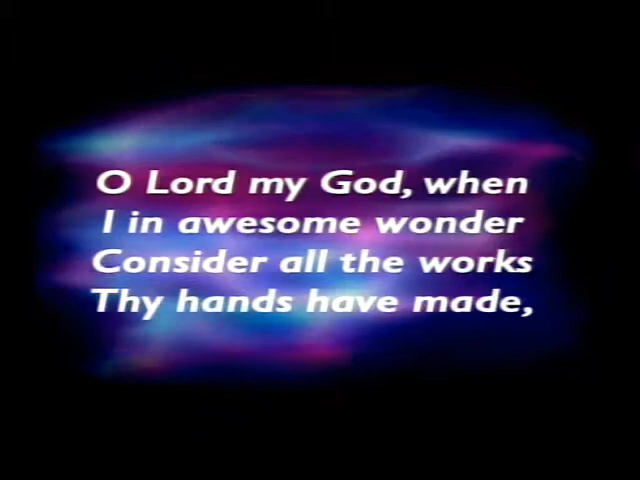 O Lord my God, when
I in awesome wonder
Consider all the works
Thy hands have made,